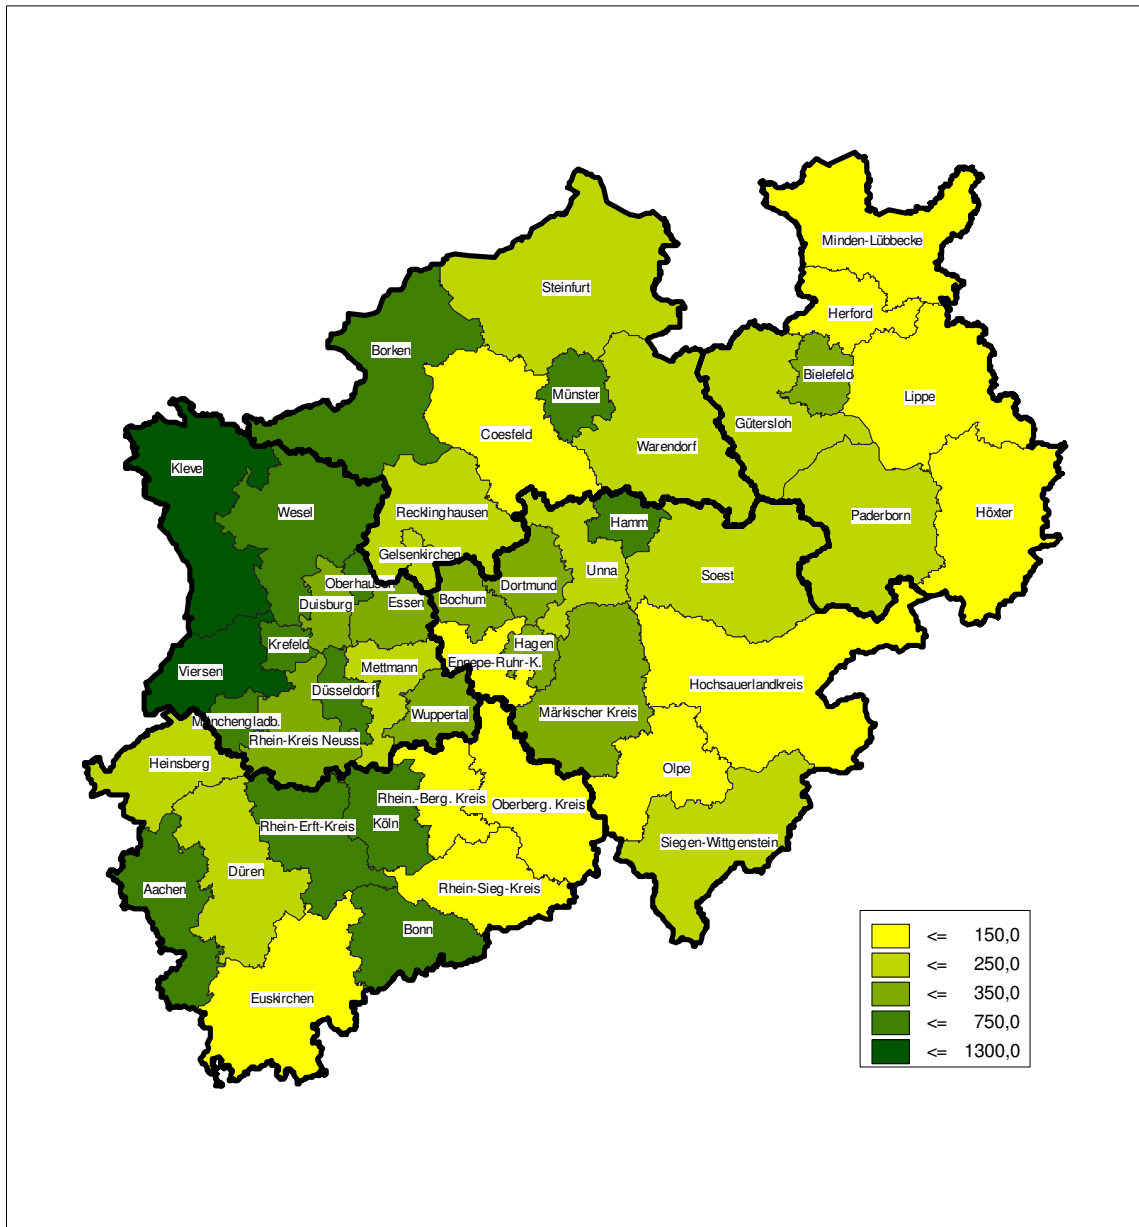 Minden-Lübbecke
Steinfurt
Herford
Borken
Bielefeld
Münster
Lippe
Gütersloh
Coesfeld
Warendorf
Kleve
Wesel
Recklinghausen
Hamm
Paderborn
Höxter
Gelsenkirchen
Unna
Soest
Oberhausen
Dortmund
Duisburg
Essen
Bochum
Krefeld
Hagen
Ennepe-Ruhr-K.
Viersen
Mettmann
Hochsauerlandkreis
Düsseldorf
Wuppertal
Märkischer Kreis
Mönchengladb.
Rhein-Kreis Neuss
Heinsberg
Olpe
Rhein.-Berg. Kreis
Oberberg. Kreis
Rhein-Erft-Kreis
Köln
Siegen-Wittgenstein
Düren
Aachen
Rhein-Sieg-Kreis
Bonn
Euskirchen
<= 150,0
<= 250,0
<= 350,0
<= 750,0
<= 1300,0